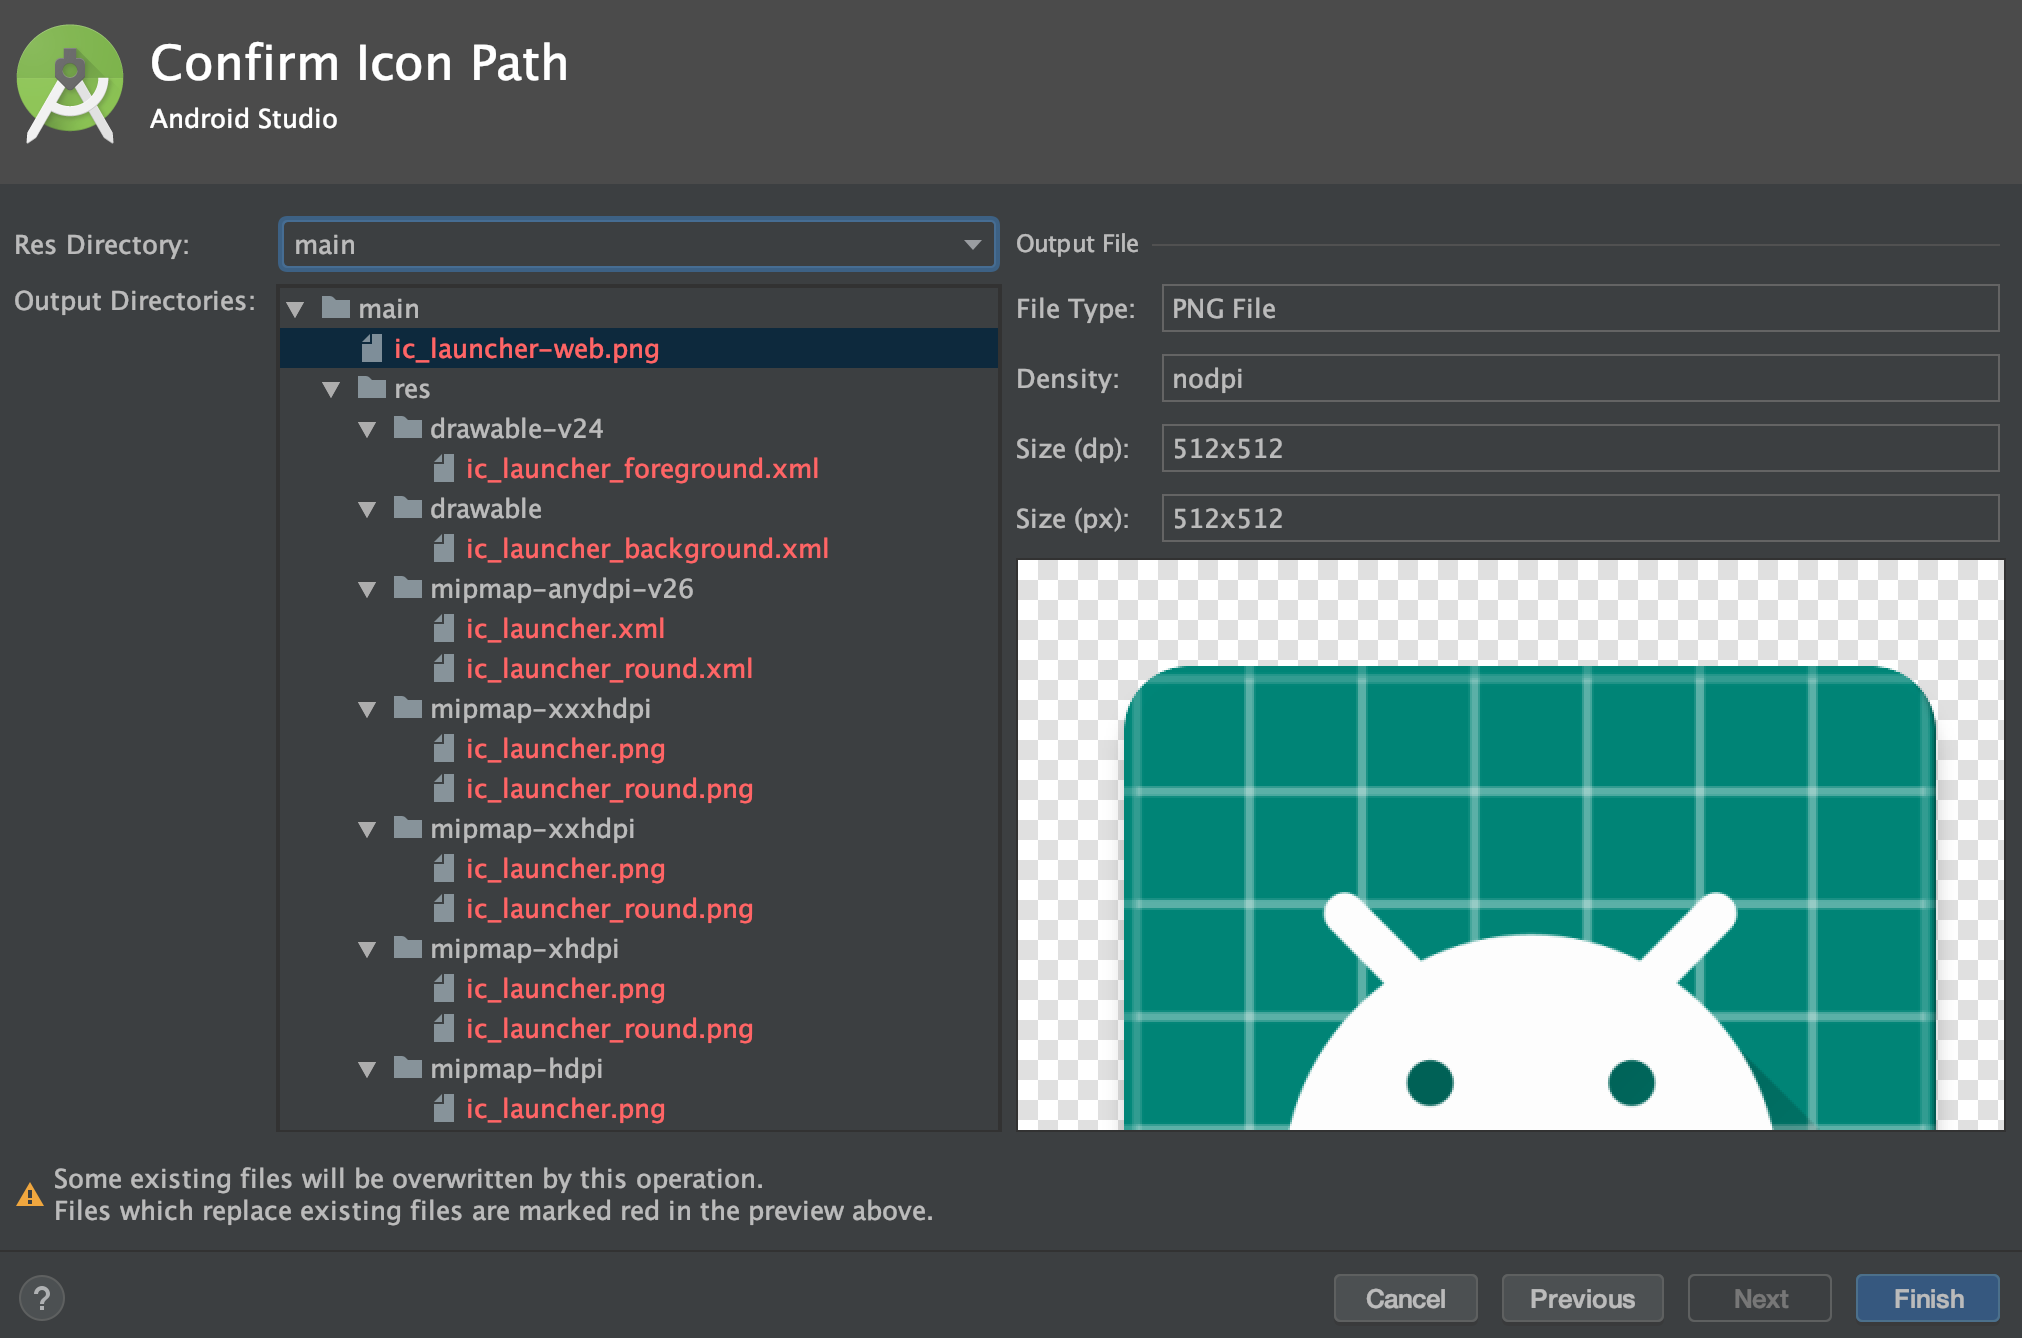 Confirm Icon Path
Android Studio
Res Directory:
main
Output Directories:
main
ic_launcher-web.png
res
drawable-v24
ic_launcher_foreground.xml
drawable
ic_launcher_background.xml
mipmap-anydpi-v26
ic_launcher.xml
ic_launcher_round.xml
mipmap-xxxhdpi
ic_launcher.png
ic_launcher_round.png
mipmap-xxhdpi
ic_launcher.png
ic_launcher_round.png
mipmap-xhdpi
ic_launcher.png
ic_launcher_round.png
mipmap-hdpi
ic_launcher.png
Output File
File Type: PNG File
Density: nodpi
Size (dp): 512x512
Size (px): 512x512
Some existing files will be overwritten by this operation.
Files which replace existing files are marked red in the preview above.
?
Cancel Previous Next Finish